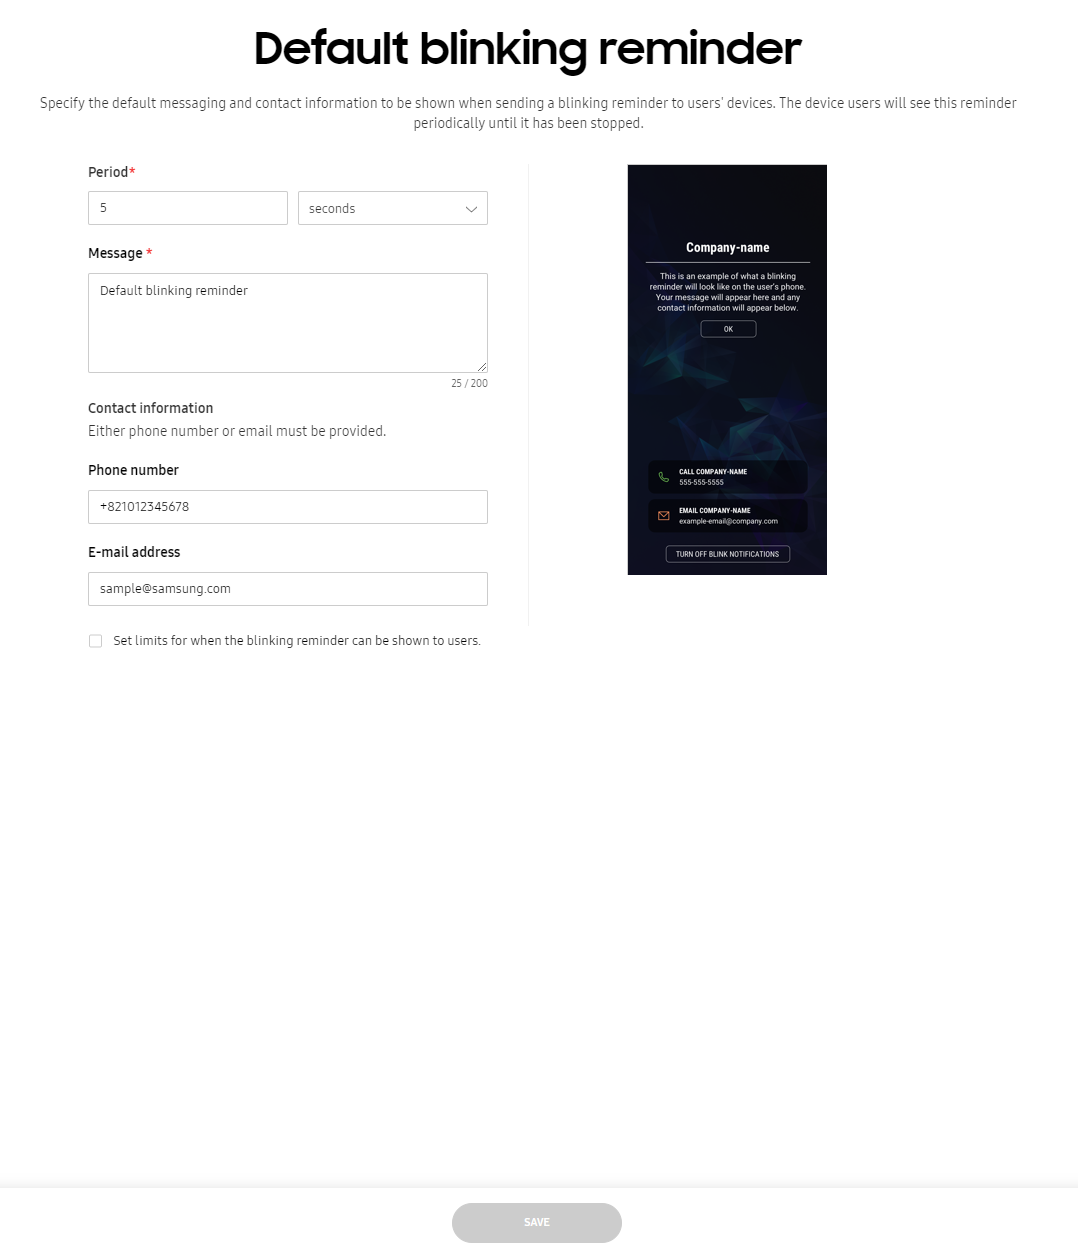 Default blinking reminder
Specify the default messaging and contact information to be shown when sending a blinking reminder to users' devices. The device users will see this reminder
periodically until it has been stopped.
Period*
5
seconds
Message *
Default blinking reminder
25 / 200
Contact information
Either phone number or email must be provided.
Phone number
+821012345678
E-mail address
sample@samsung.com
Set limits for when the blinking reminder can be shown to users.
Company-name
This is an example of what a blinking
reminder will look like on the user's phone.
Your message will appear here and any
contact information will appear below.
OK
CALL COMPANY-NAME
555-555-5555
EMAIL COMPANY-NAME
example-email@company.com
TURN OFF BLINK NOTIFICATIONS
SAVE